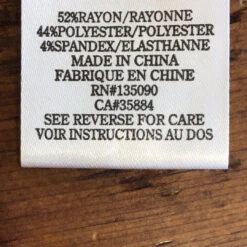 52%RAYON/RAYONNE
44%POLYESTER/POLYESTER
4%SPANDEX/ELASTHANNE
MADE IN CHINA
FABRIQUE EN CHINE
RN#135090
CA#35884
SEE REVERSE FOR CARE
VOIR INSTRUCTIONS AU DOS